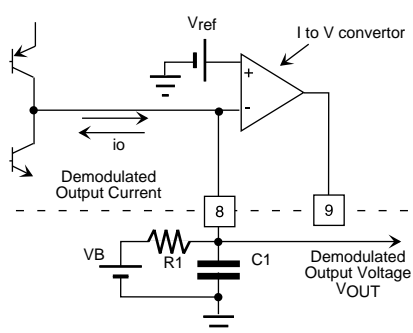 Vref
I to V convertor
+
-
io
Demodulated
Output Current
8
9
VB
R1
C1
Demodulated
Output Voltage
VOUT